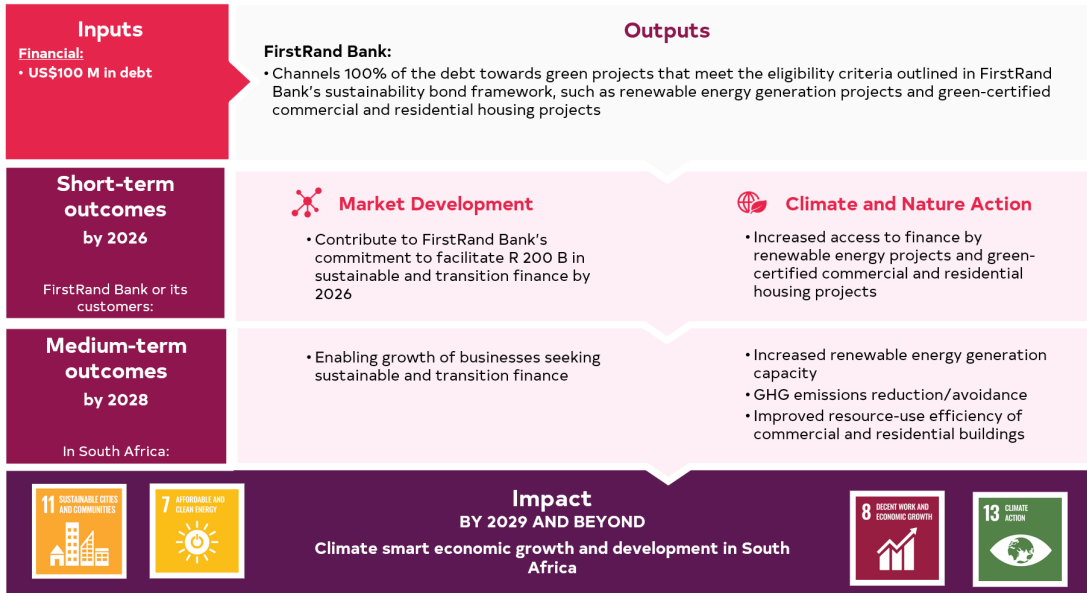 Inputs
Financial:
• US$100 M in debt
Outputs
FirstRand Bank:
• Channels 100% of the debt towards green projects that meet the eligibility criteria outlined in FirstRand
Bank's sustainability bond framework, such as renewable energy generation projects and green-certified
commercial and residential housing projects
Short-term
outcomes
by 2026
FirstRand Bank or its
customers:
Market Development
• Contribute to FirstRand Bank's
commitment to facilitate R 200 B in
sustainable and transition finance by
2026
Climate and Nature Action
• Increased access to finance by
renewable energy projects and green-
certified commercial and residential
housing projects
Medium-term
outcomes
by 2028
In South Africa:
• Enabling growth of businesses seeking
sustainable and transition finance
• Increased renewable energy generation
capacity
• GHG emissions reduction/avoidance
• Improved resource-use efficiency of
commercial and residential buildings
11 SUSTAINABLE CITIES
AND COMMUNITIES
7 AFFORDABLE AND
CLEAN ENERGY
Impact
BY 2029 AND BEYOND
Climate smart economic growth and development in South
Africa
8 DECENT WORK AND
ECONOMIC GROWTH
13 CLIMATE
ACTION